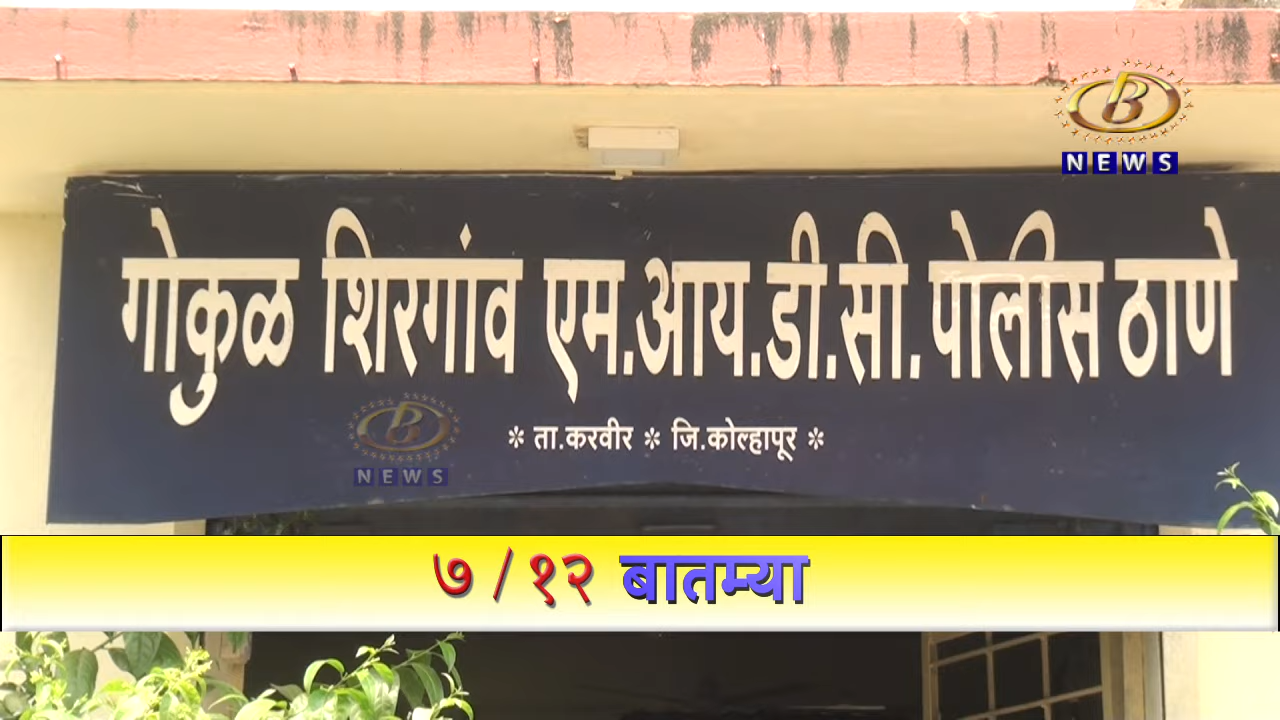 B
NEWS
गोकुळ शिरगांव एम.आय.डी.सी. पोलीस ठाणे
✻ ता.करवीर ✻ जि.कोल्हापूर ✻
B
NEWS
७ / १२ बातम्या